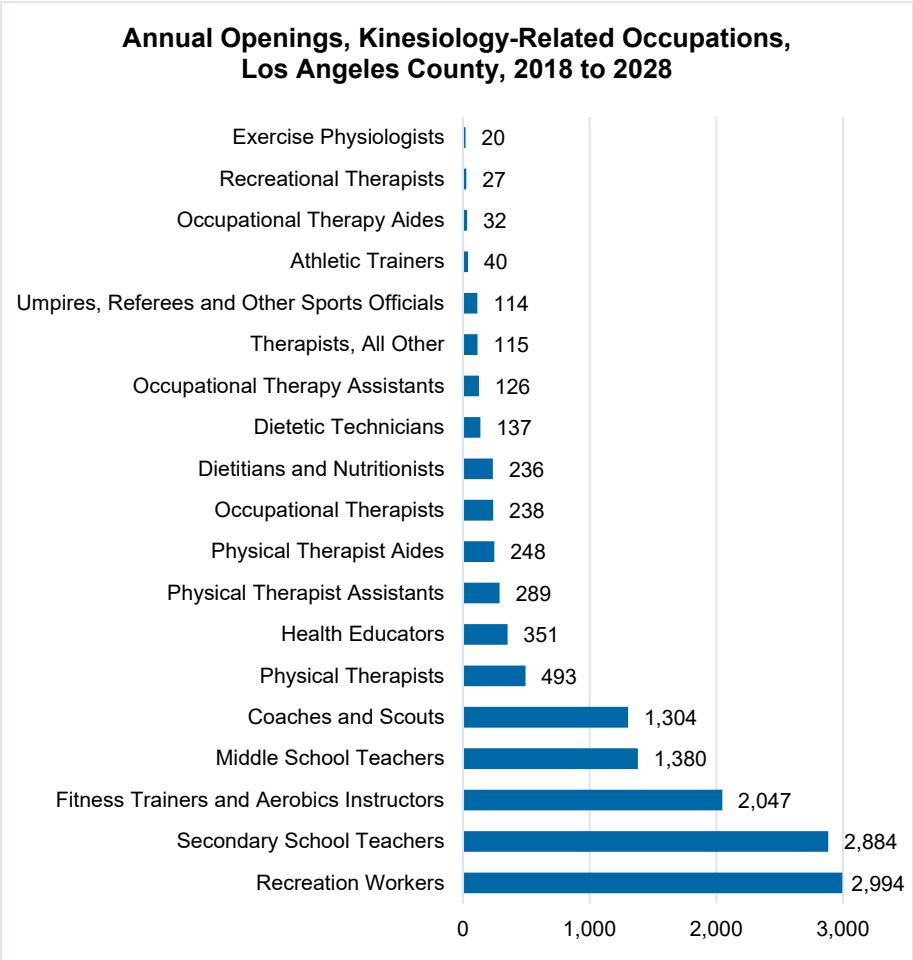 Annual Openings, Kinesiology-Related Occupations,
Los Angeles County, 2018 to 2028
Exercise Physiologists 20
Recreational Therapists 27
Occupational Therapy Aides 32
Athletic Trainers 40
Umpires, Referees and Other Sports Officials 114
Therapists, All Other 115
Occupational Therapy Assistants 126
Dietetic Technicians 137
Dietitians and Nutritionists 236
Occupational Therapists 238
Physical Therapist Aides 248
Physical Therapist Assistants 289
Health Educators 351
Physical Therapists 493
Coaches and Scouts 1,304
Middle School Teachers 1,380
Fitness Trainers and Aerobics Instructors 2,047
Secondary School Teachers 2,884
Recreation Workers 2,994
0 1,000 2,000 3,000